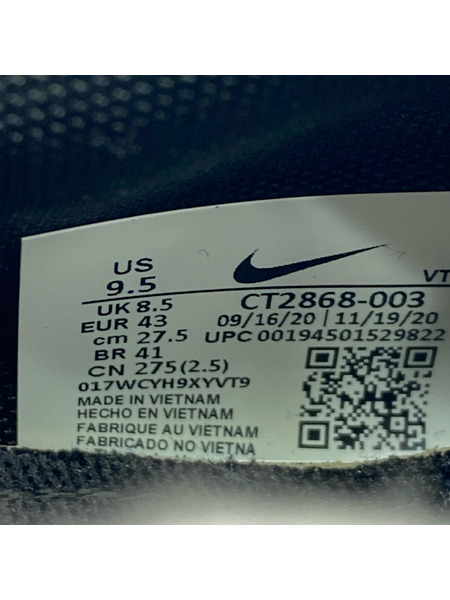 US
9.5
VT
UK 8.5
CT2868-003
EUR 43
09/16/20 | 11/19/20
cm 27.5
UPC 00194501529822
BR 41
CN 275(2.5)
017WCYH9XYVT9
MADE IN VIETNAM
HECHO EN VIETNAM
FABRIQUE AU VIETNAM
FABRICADO NO VIETNA